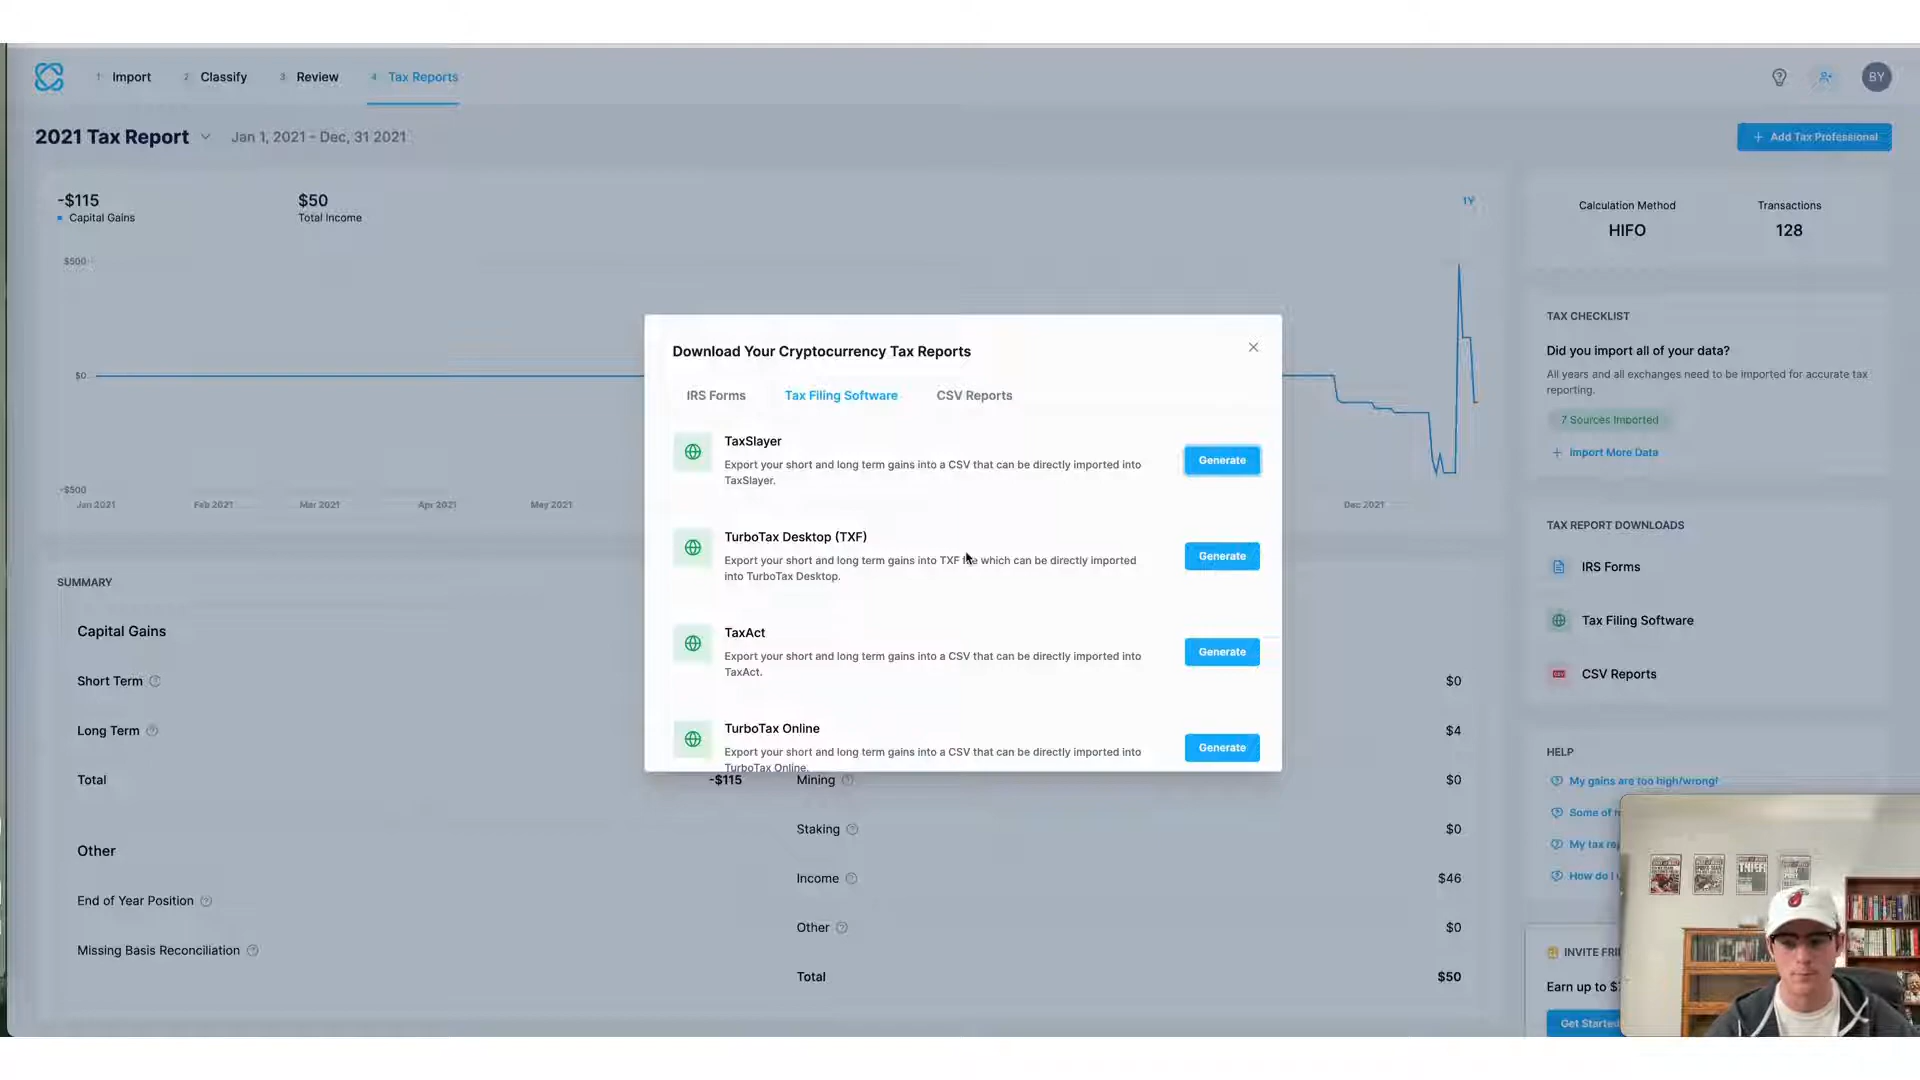 1 Import
2 Classify
3 Review
4 Tax Reports
BY
2021 Tax Report
Jan 1, 2021 - Dec, 31 2021
+ Add Tax Professional
-$115
Capital Gains
$50
Total Income
1Y
$500
$0
-$500
Jan 2021
Feb 2021
Mar 2021
Apr 2021
May 2021
Dec 2021
Calculation Method
HIFO
Transactions
128
TAX CHECKLIST
Did you import all of your data?
All years and all exchanges need to be imported for accurate tax
reporting.
7 Sources Imported
+ Import More Data
Download Your Cryptocurrency Tax Reports
IRS Forms
Tax Filing Software
CSV Reports
TaxSlayer
Export your short and long term gains into a CSV that can be directly imported into
TaxSlayer.
Generate
TurboTax Desktop (TXF)
Export your short and long term gains into TXF file which can be directly imported
into TurboTax Desktop.
Generate
TaxAct
Export your short and long term gains into a CSV that can be directly imported into
TaxAct.
Generate
TurboTax Online
Export your short and long term gains into a CSV that can be directly imported into
TurboTax Online.
Generate
TAX REPORT DOWNLOADS
IRS Forms
Tax Filing Software
CSV Reports
SUMMARY
Capital Gains
Short Term
Long Term
Total
-$115
Other
End of Year Position
Missing Basis Reconciliation
$0
$4
Mining
$0
Staking
$0
Income
$46
Other
$0
Total
$50
HELP
My gains are too high/wrong!
Some of
My tax
How do I
INVITE
Earn up to
Get Started